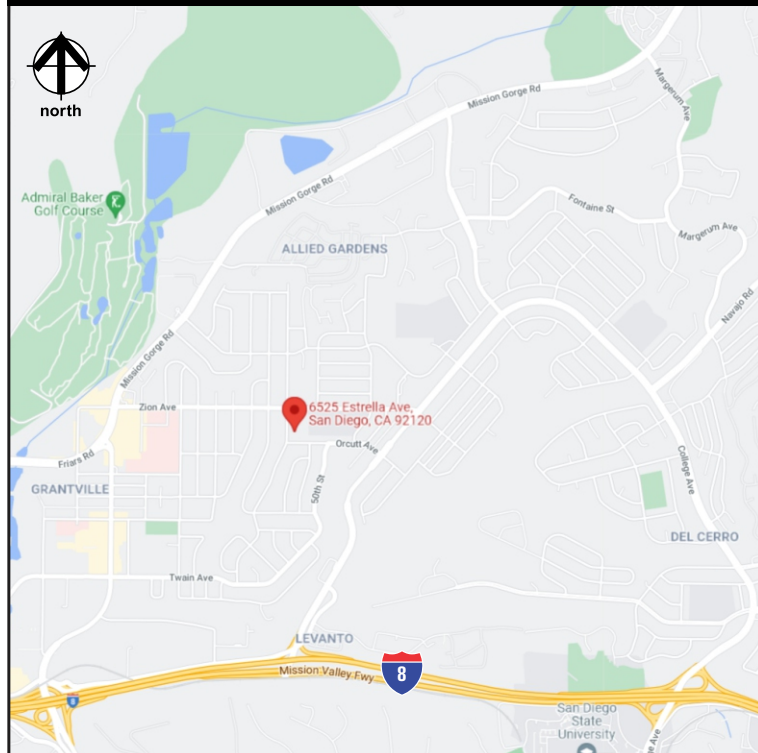 north
Mission Gorge Rd
Margerum Ave
Admiral Baker
Golf Course
Mission Gorge Rd
Fontaine St
Margerum Ave
ALLIED GARDENS
Navajo Rd
Mission Gorge Rd
Zion Ave
6525 Estrella Ave,
San Diego, CA 92120
Orcutt Ave
Friars Rd
GRANTVILLE
50th St
College Ave
DEL CERRO
Twain Ave
LEVANTO
Mission Valley Fwy
8
8
San Diego
State
University